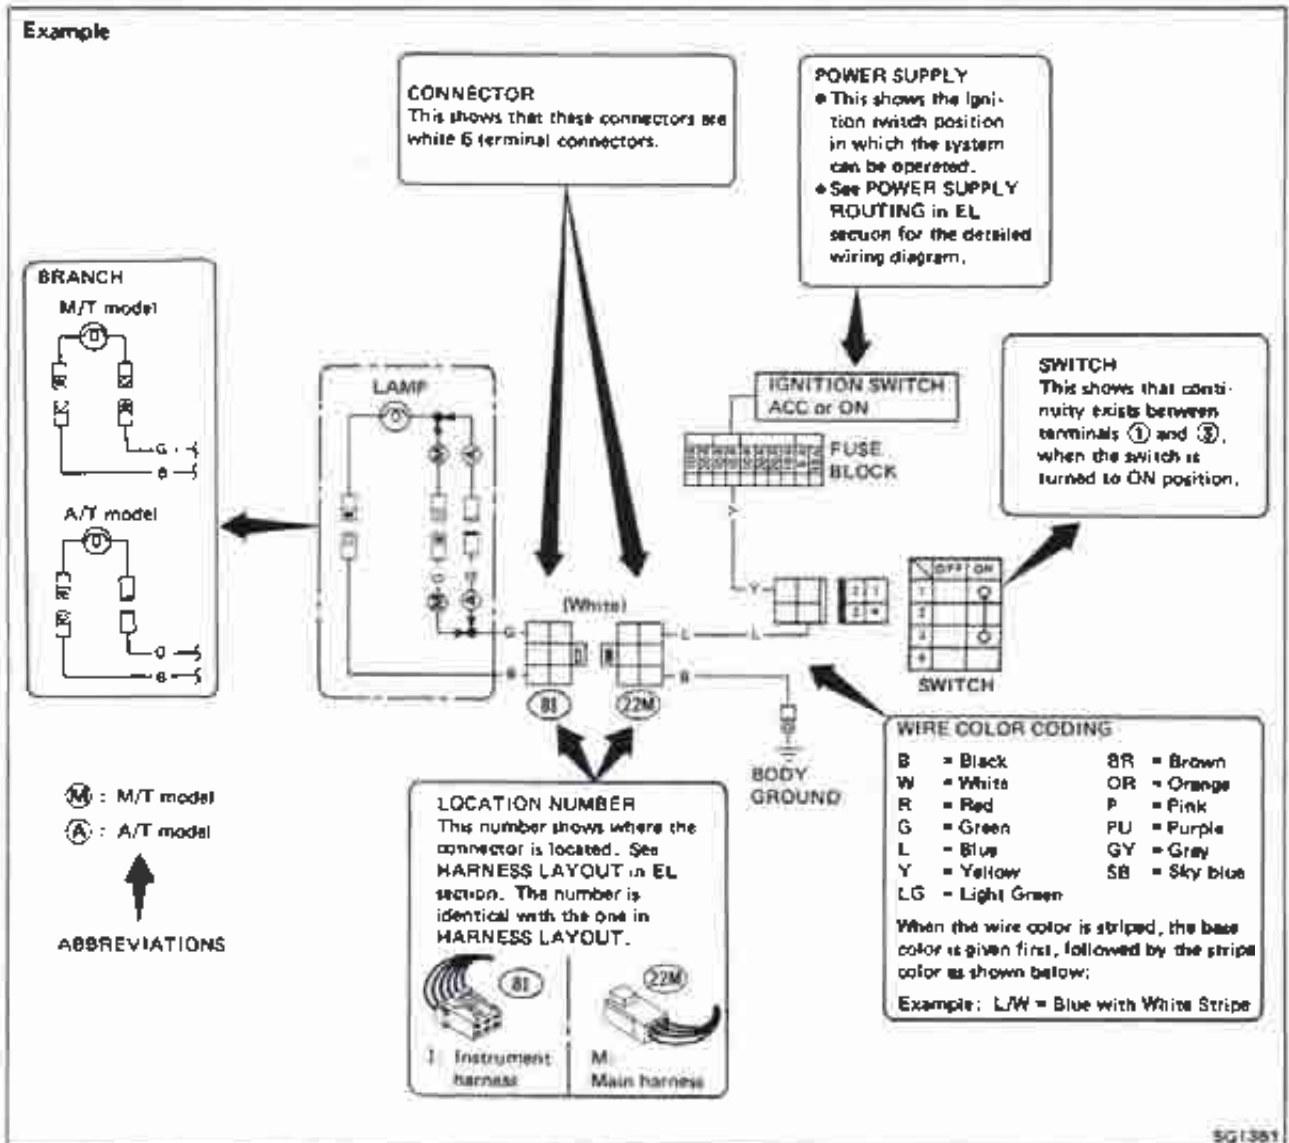 Example
CONNECTOR
This shows that these connectors are
white 6 terminal connectors.
POWER SUPPLY
• This shows the Igni-
tion switch position
in which the system
can be operated.
• See POWER SUPPLY
ROUTING in EL
section for the detailed
wiring diagram.
BRANCH
M/T model
G
B
A/T model
G
B
LAMP
M
A
G
M
A
IGNITION SWITCH
ACC or ON
FUSE
BLOCK
Y
SWITCH
This shows that conti-
nuity exists between
terminals ① and ③,
when the switch is
turned to ON position.
(White)
G
B
L
B
Y
L
2 1
3 4
OFF ON
1
2
3
4
SWITCH
8I
22M
BODY
GROUND
M : M/T model
A : A/T model
ABBREVIATIONS
LOCATION NUMBER
This number shows where the
connector is located. See
HARNESS LAYOUT in EL
section. The number is
identical with the one in
HARNESS LAYOUT.
8I
22M
I: Instrument
harness
M:
Main harness
WIRE COLOR CODING
B = Black
BR = Brown
W = White
OR = Orange
R = Red
P = Pink
G = Green
PU = Purple
L = Blue
GY = Gray
Y = Yellow
SB = Sky blue
LG = Light Green
When the wire color is striped, the base
color is given first, followed by the stripe
color as shown below:
Example: L/W = Blue with White Stripe
SGI381